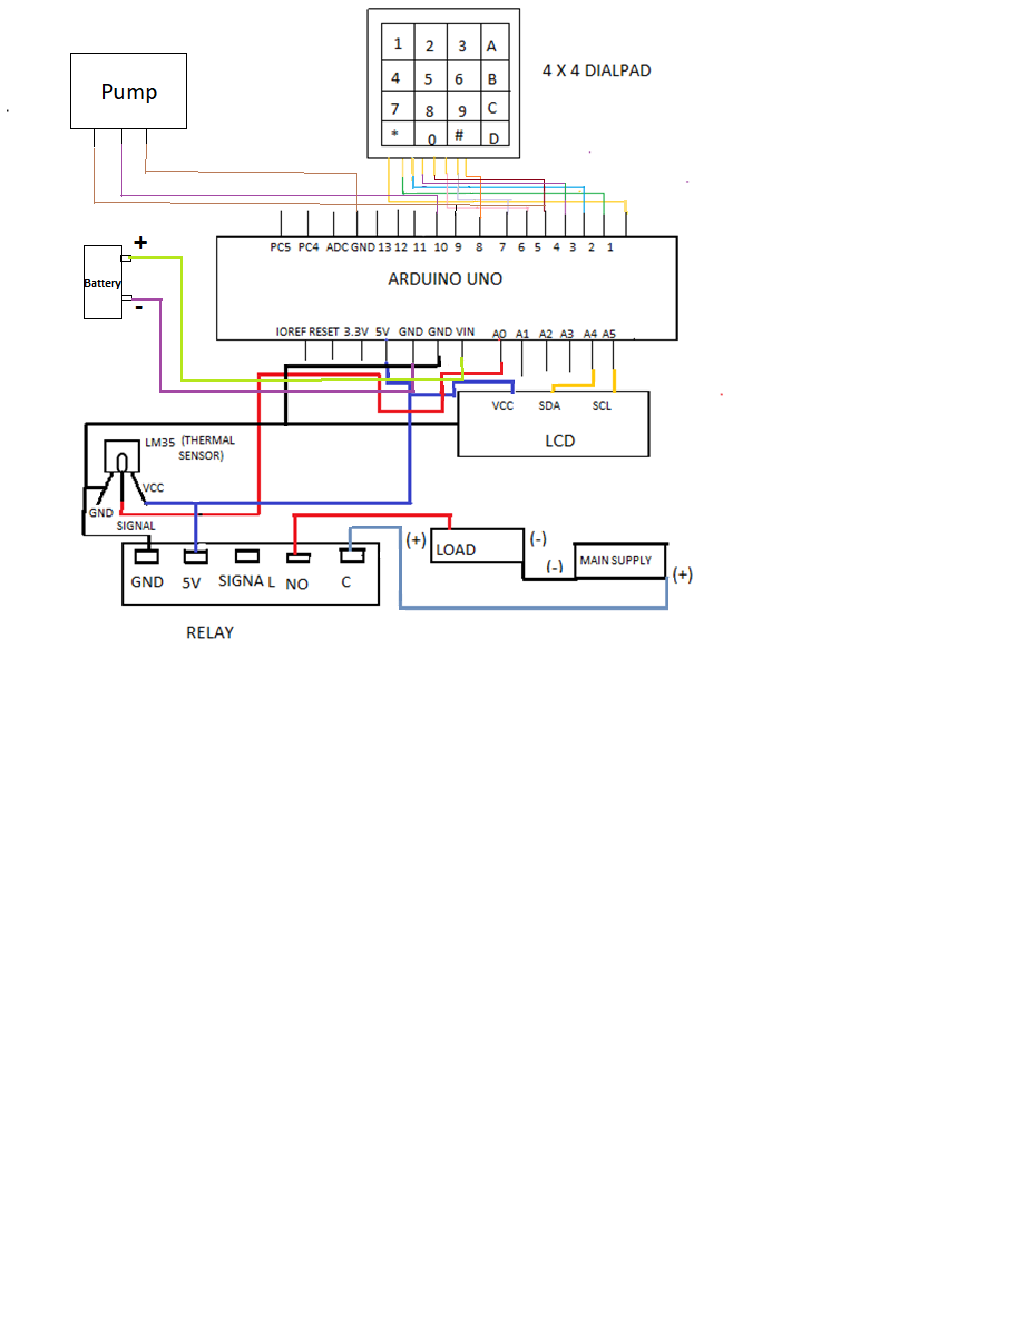 1 2 3 A
4 5 6 B
7 8 9 C
* 0 # D
4 X 4 DIALPAD
Pump
+
Battery
-
PC5 PC4 ADC GND 13 12 11 10 9 8 7 6 5 4 3 2 1
ARDUINO UNO
IOREF RESET 3.3V 5V GND GND VIN A0 A1 A2 A3 A4 A5
VCC SDA SCL
LCD
LM35 (THERMAL
SENSOR)
VCC
GND
SIGNAL
GND 5V SIGNAL NO C
RELAY
(+) LOAD (-)
(-) MAIN SUPPLY (+)